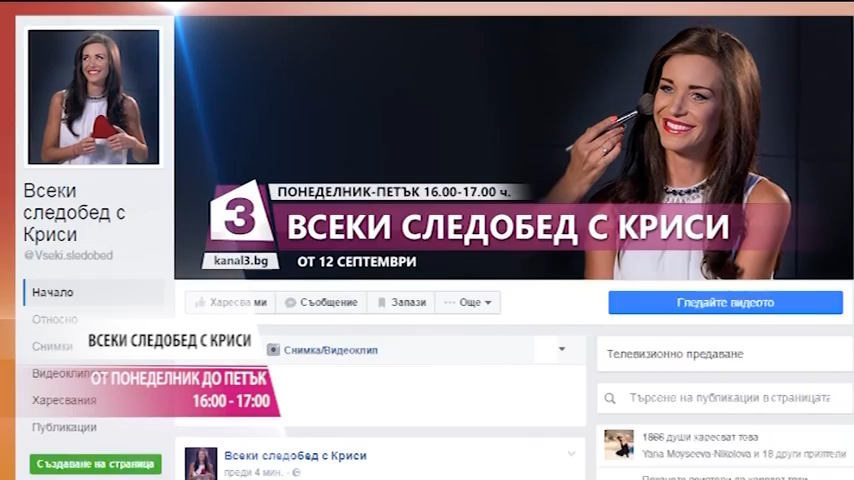 Всеки
следобед с
Криси
@Vseki.sledobed
Начало
Относно
Снимки
Видеоклип
Харесвания
Публикации
Създаване на страница
ПОНЕДЕЛНИК-ПЕТЪК 16.00-17.00 ч.
3
ВСЕКИ СЛЕДОБЕД С КРИСИ
kanal3.bg
ОТ 12 СЕПТЕМВРИ
Харесва ми
Съобщение
Запази
Още
Гледайте видеото
ВСЕКИ СЛЕДОБЕД С КРИСИ
ОТ ПОНЕДЕЛНИК ДО ПЕТЪК
16:00 - 17:00
Снимка/Видеоклип
Всеки следобед с Криси
преди 4 мин.
Телевизионно предаване
Търсене на публикации в страницата
1866 души харесват това
Yana Moyseeva-Nikolova и 18 други приятели